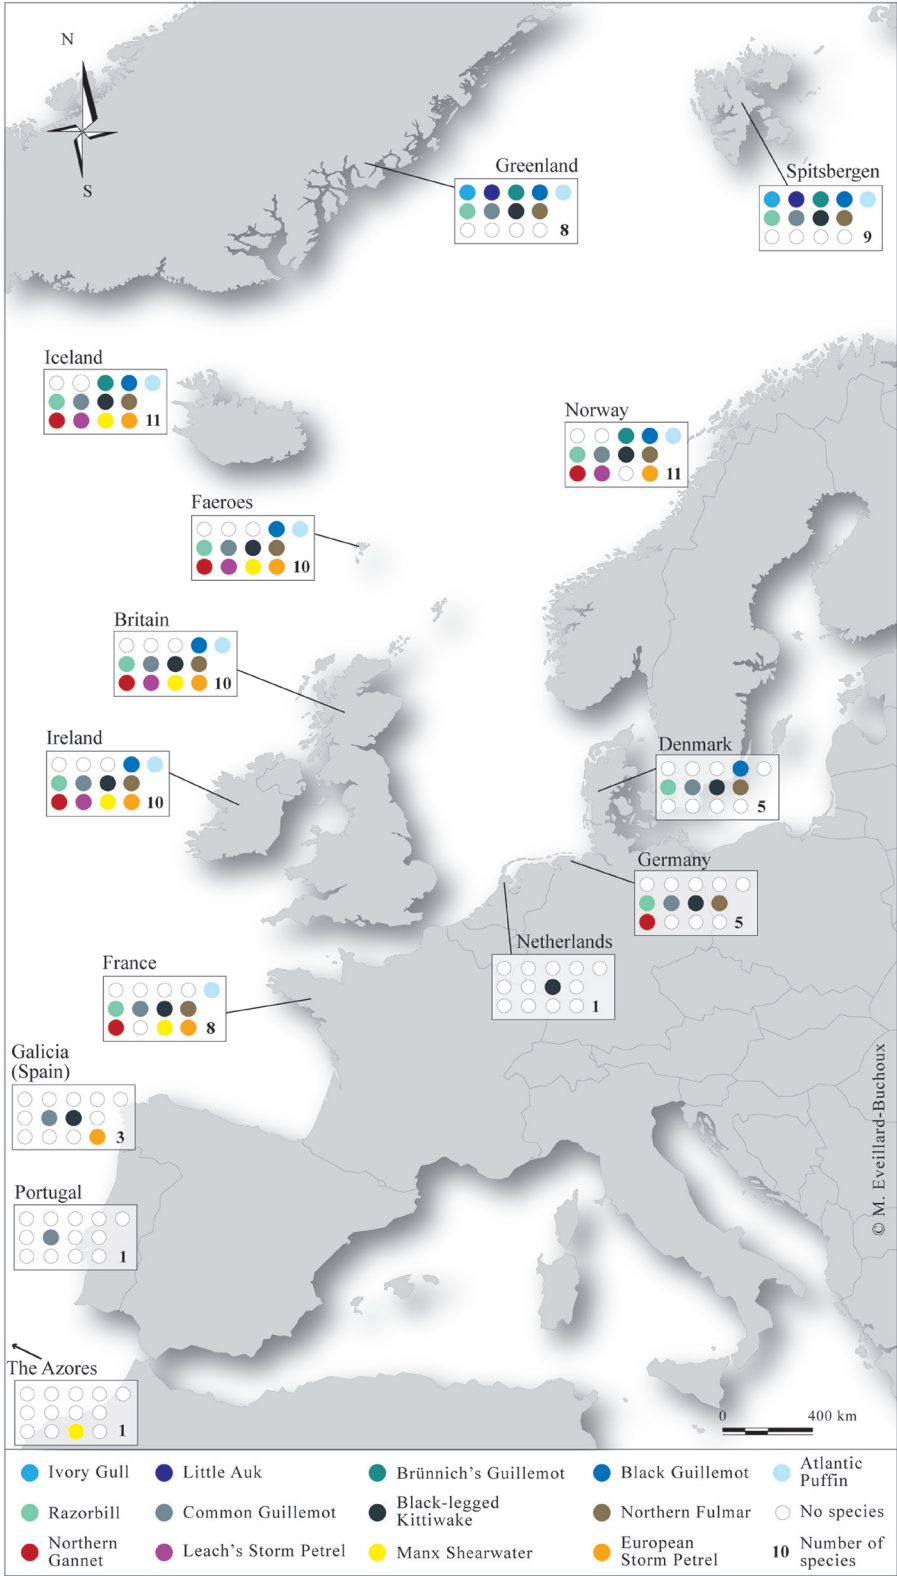 N
S
Greenland
8
Spitsbergen
9
Iceland
11
Norway
11
Faeroes
10
Britain
10
Ireland
10
Denmark
5
Germany
5
Netherlands
1
France
8
Galicia
(Spain)
3
Portugal
1
The Azores
1
© M. Eveillard-Buchoux
0 400 km
Ivory Gull
Little Auk
Brünnich's Guillemot
Black Guillemot
Atlantic
Puffin
Razorbill
Common Guillemot
Black-legged
Kittiwake
Northern Fulmar
No species
Northern
Gannet
Leach's Storm Petrel
Manx Shearwater
European
Storm Petrel
10 Number of
species